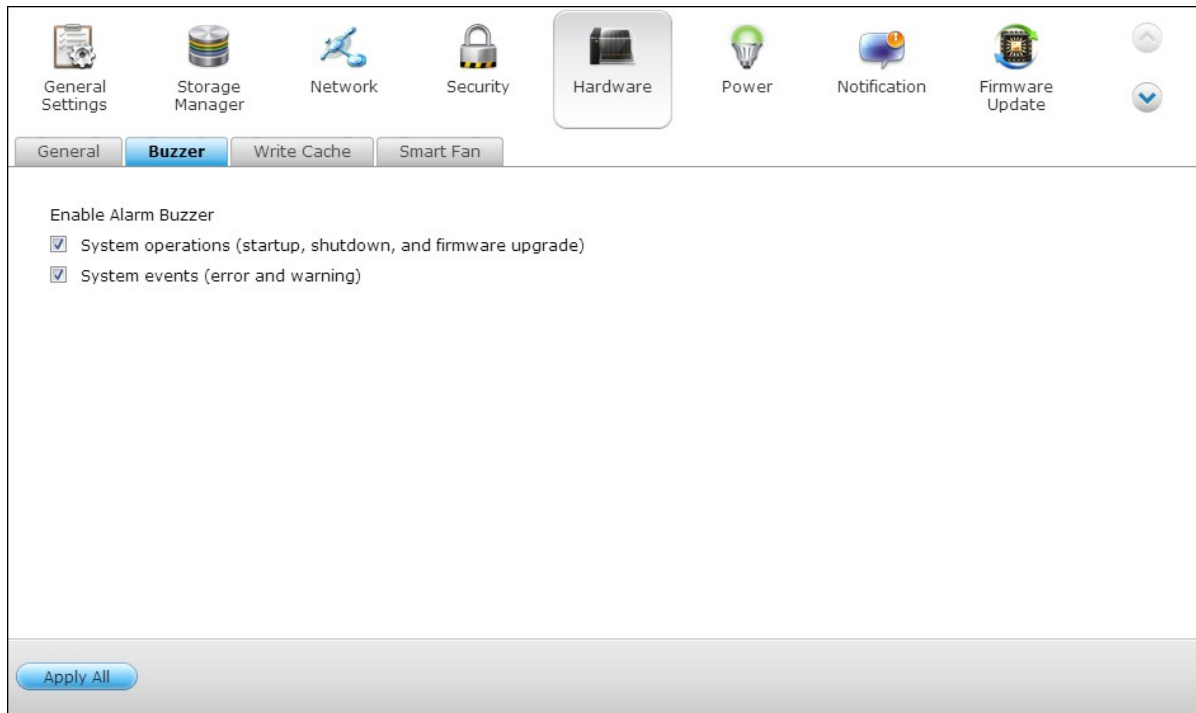 General Settings
Storage Manager
Network
Security
Hardware
Power
Notification
Firmware Update
General
Buzzer
Write Cache
Smart Fan
Enable Alarm Buzzer
System operations (startup, shutdown, and firmware upgrade)
System events (error and warning)
Apply All